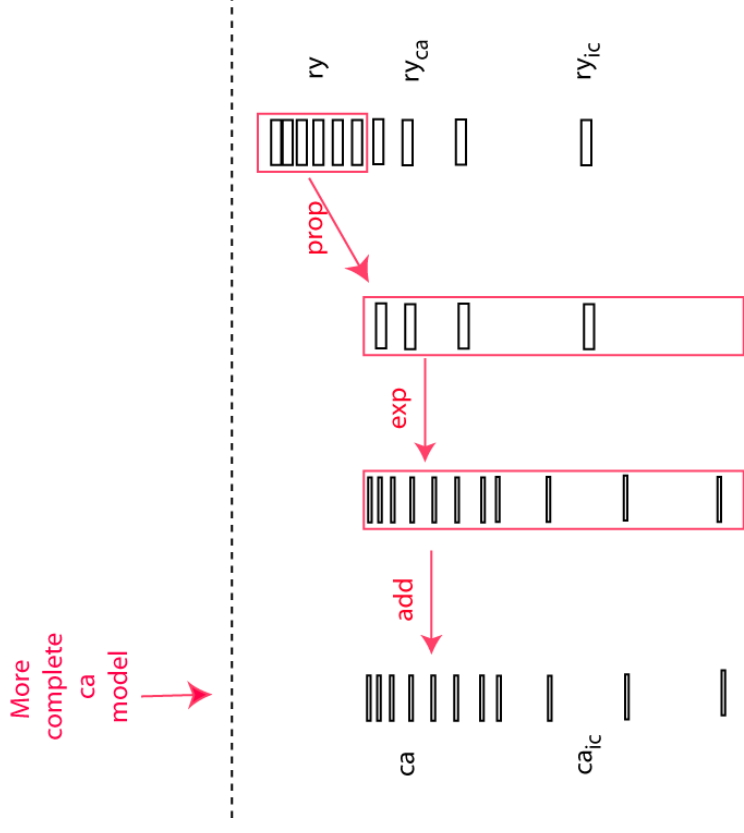 ry
ry_ca
ry_ic
prop
exp
add
More
complete
ca
model
ca
ca_ic